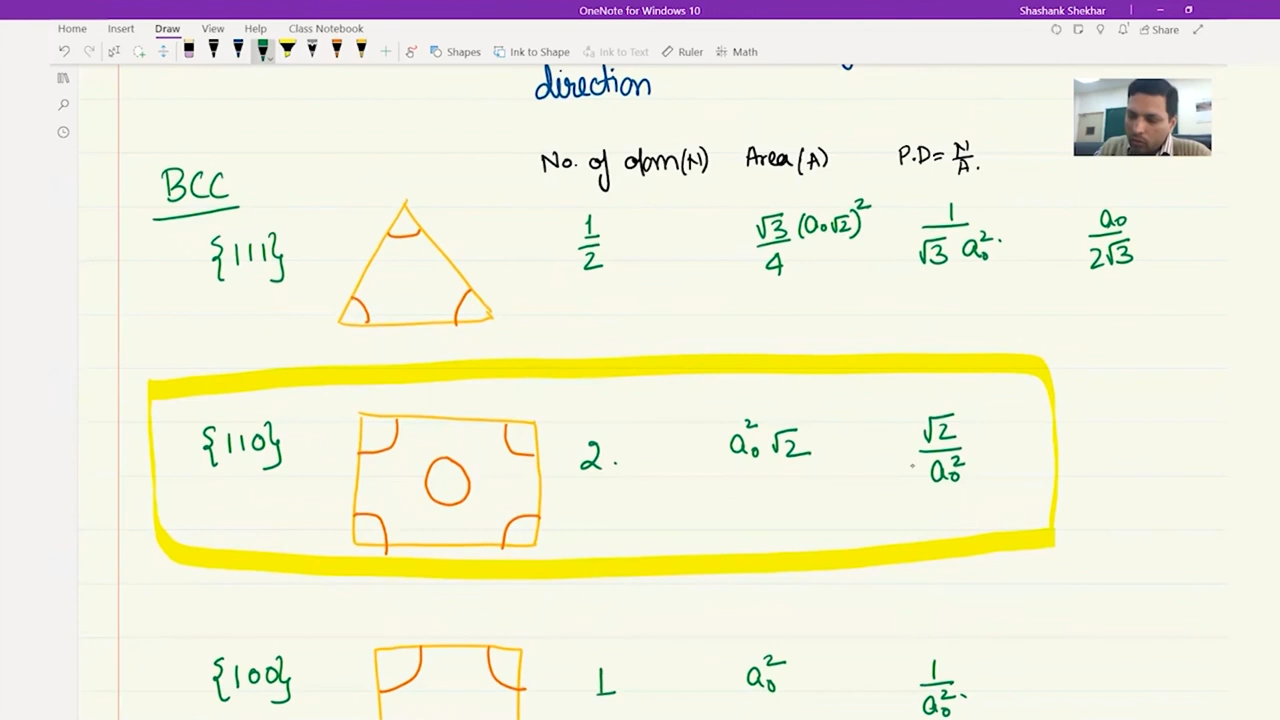 OneNote for Windows 10
Shashank Shekhar
Home Insert Draw View Help Class Notebook
Shapes Ink to Shape Ink to Text Ruler Math Share
direction
No. of atom(N) Area(A) P.D = N/A.
BCC
{111} 1/2 √3/4 (a₀√2)² 1/√3 a₀². a₀/2√3
{110} 2. a₀² √2 √2/a₀²
{100} 1 a₀² 1/a₀².